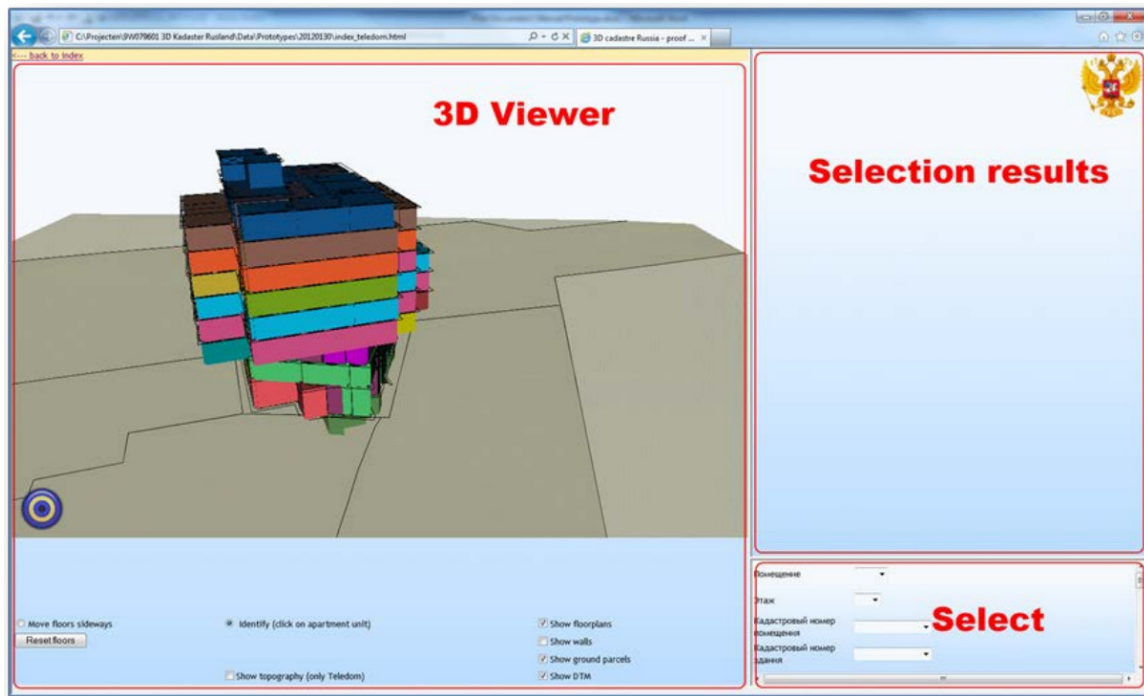 C:\Projecten\9W079601 3D Kadaster Rusland\Data\Prototypes\20120130\index_teledom.html
3D cadastre Russia - proof ...
<--- back to index
3D Viewer
Selection results
Move floors sideways
Identify (click on apartment unit)
Show floorplans
Reset floors
Show walls
Show ground parcels
Show topography (only Teledom)
Show DTM
Помещение
Этаж
Кадастровый номер
помещения
Кадастровый номер
здания
Select